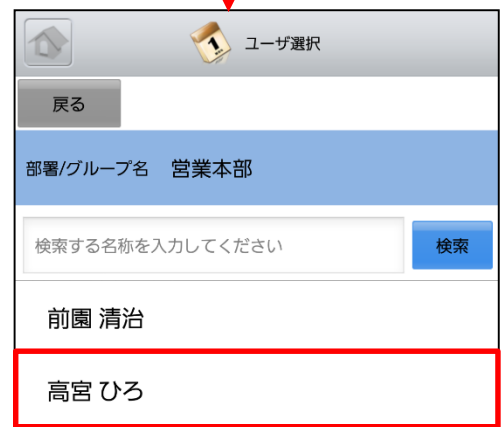 1 ユーザ選択
戻る
部署/グループ名 営業本部
検索する名称を入力してください 検索
前園 清治
高宮 ひろ